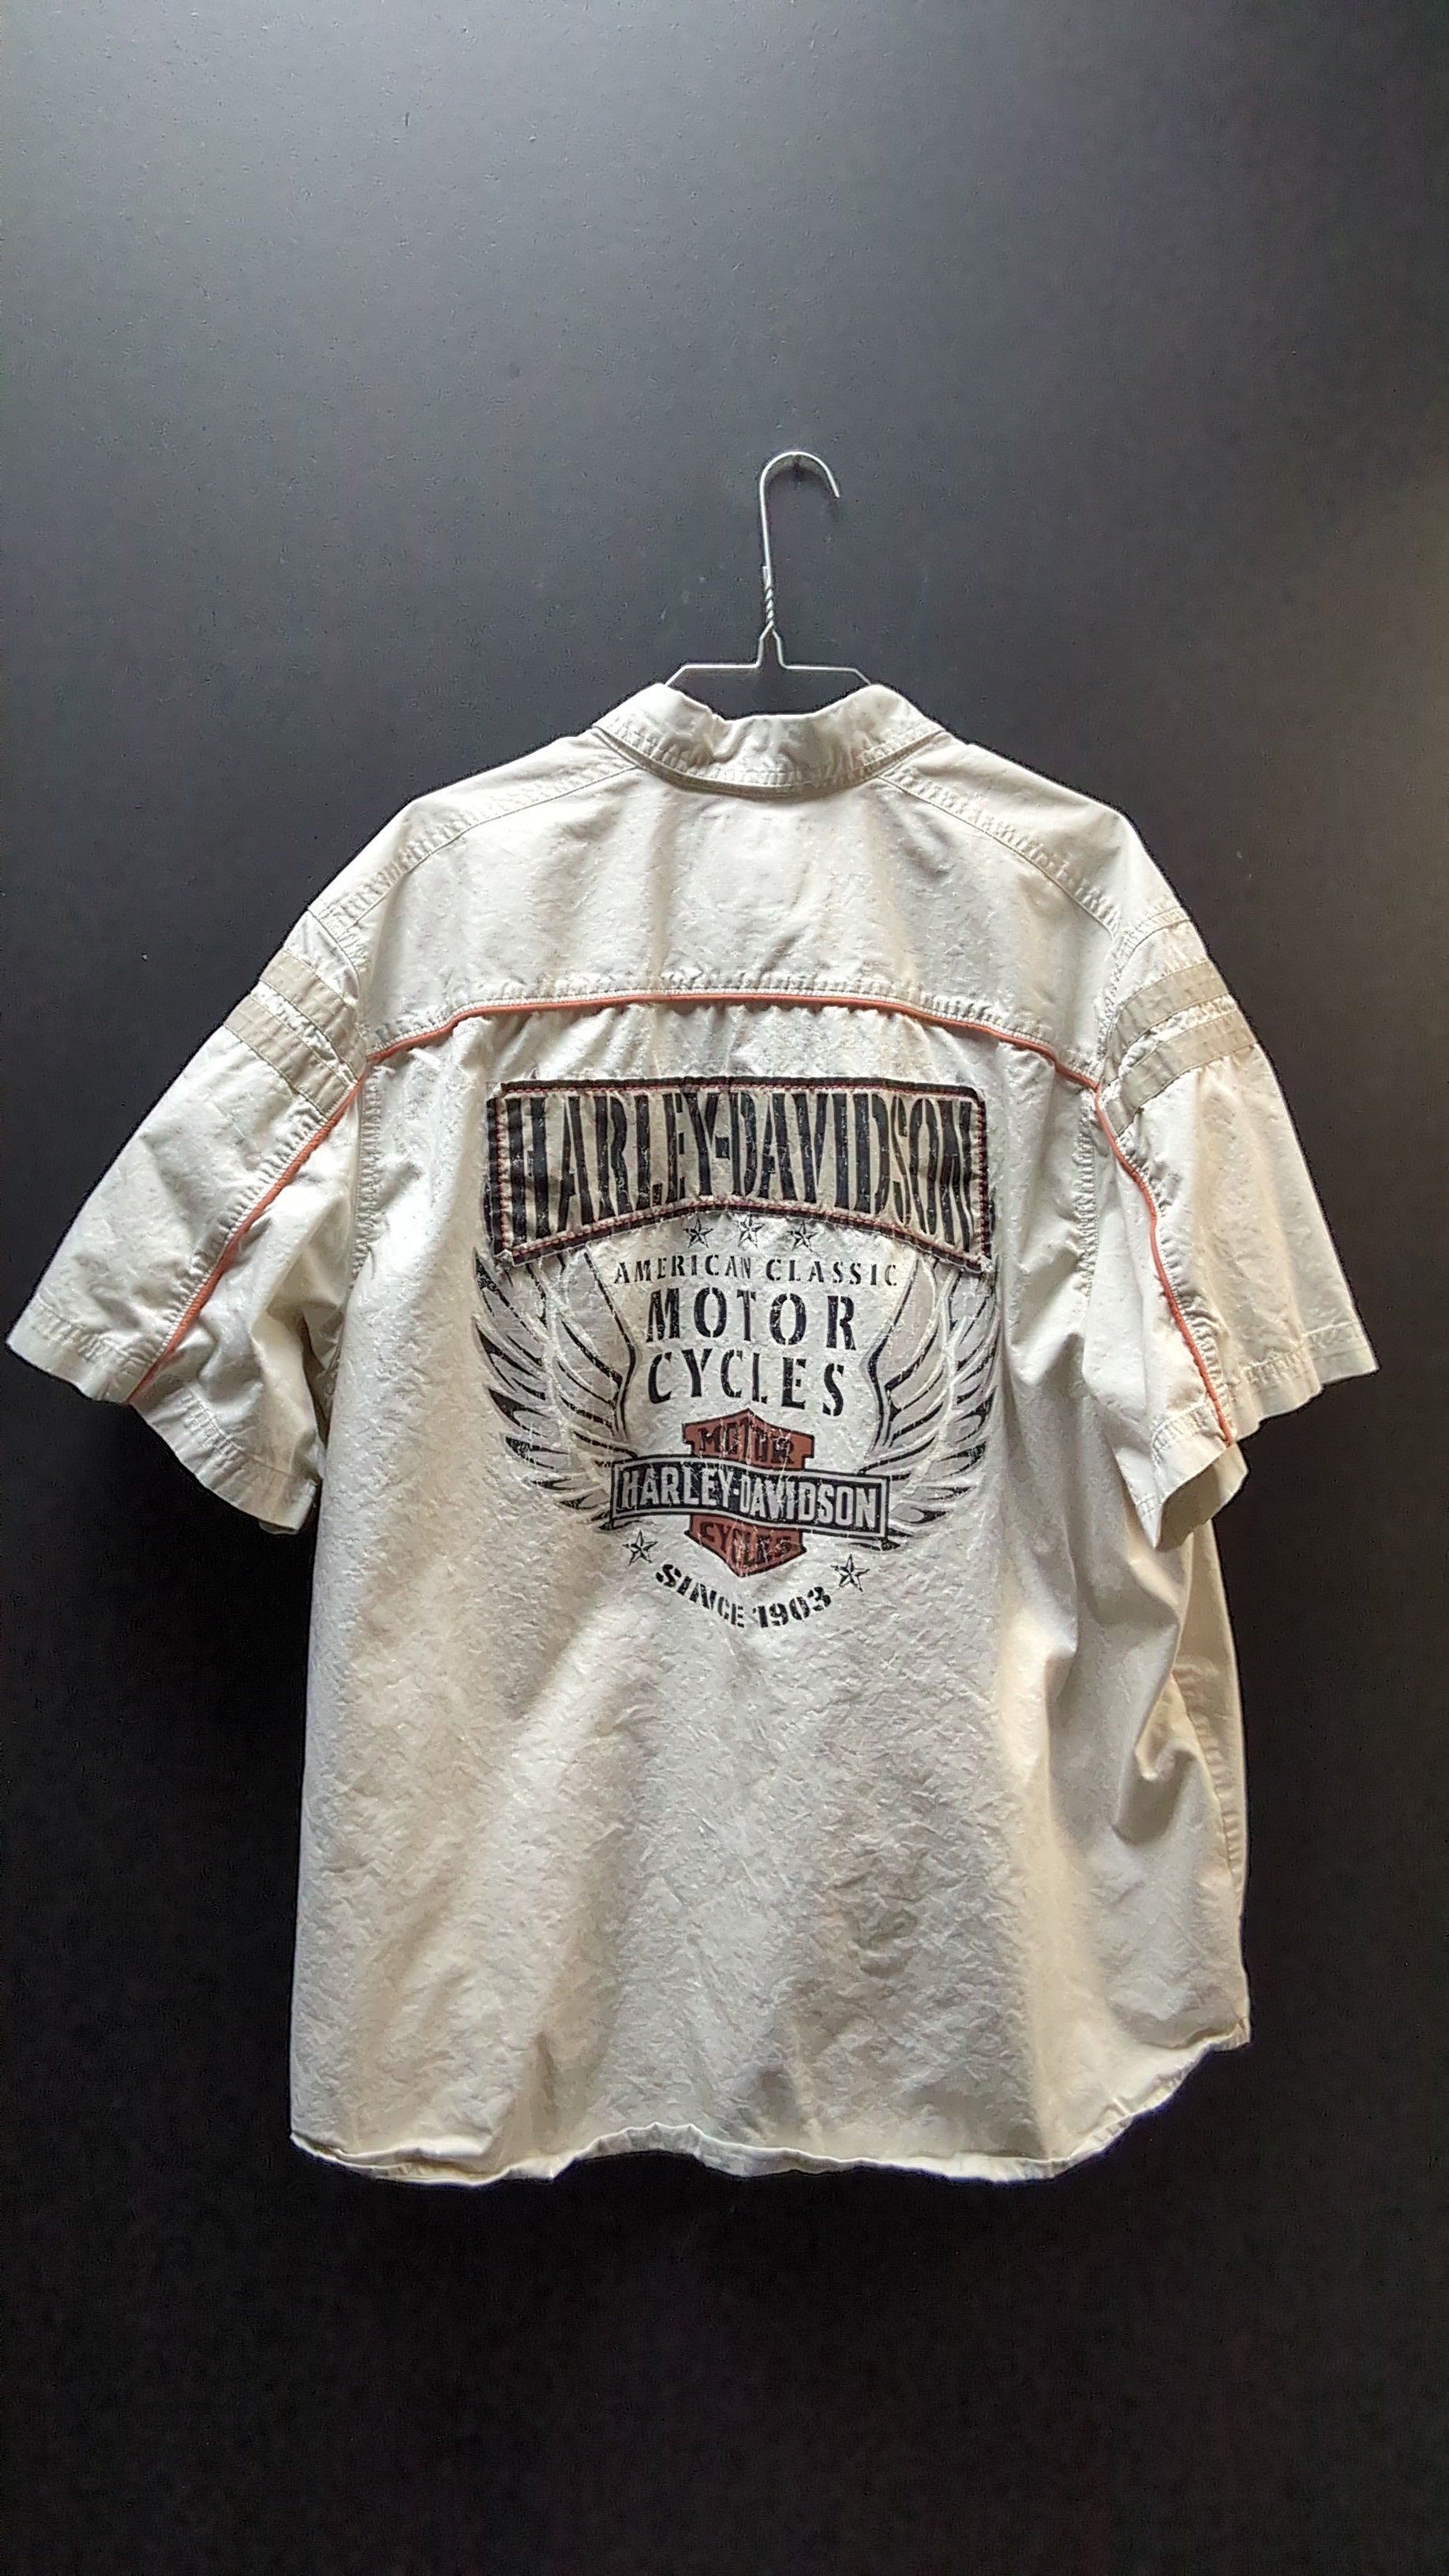 HARLEY-DAVIDSON
AMERICAN CLASSIC
MOTOR
CYCLES
MOTOR
HARLEY-DAVIDSON
CYCLES
SINCE 1903